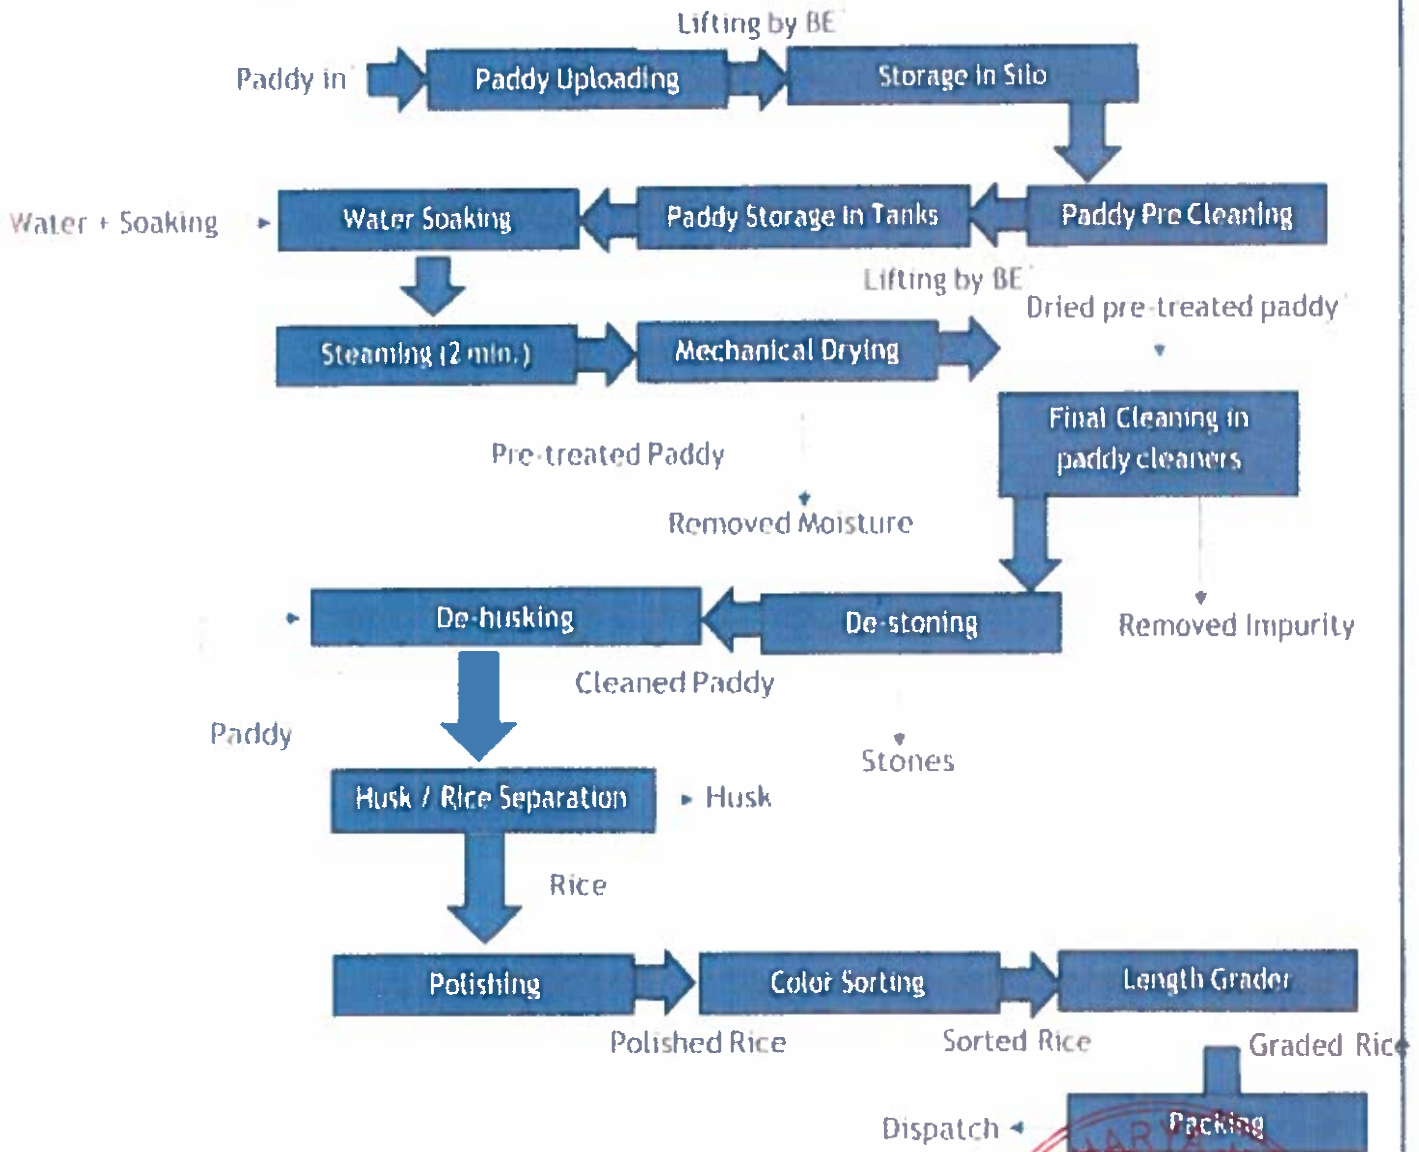 Lifting by BE
Paddy in
Paddy Uploading
Storage in Silo
Water + Soaking
Water Soaking
Paddy Storage in Tanks
Paddy Pre Cleaning
Lifting by BE
Dried pre-treated paddy
Steaming (2 min.)
Mechanical Drying
Final Cleaning in
paddy cleaners
Pre-treated Paddy
Removed Moisture
De-husking
De-stoning
Removed Impurity
Cleaned Paddy
Paddy
Stones
Husk / Rice Separation
Husk
Rice
Polishing
Color Sorting
Length Grader
Polished Rice
Sorted Rice
Graded Rice
Dispatch
Packing
ARYA